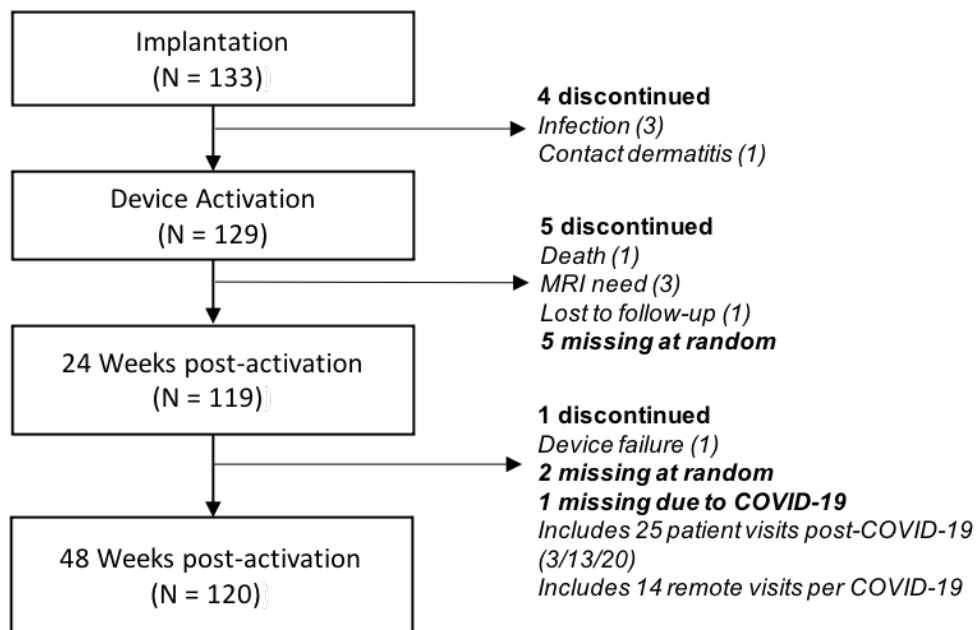 Implantation
(N = 133)
4 discontinued
Infection (3)
Contact dermatitis (1)
Device Activation
(N = 129)
5 discontinued
Death (1)
MRI need (3)
Lost to follow-up (1)
5 missing at random
24 Weeks post-activation
(N = 119)
1 discontinued
Device failure (1)
2 missing at random
1 missing due to COVID-19
Includes 25 patient visits post-COVID-19
(3/13/20)
Includes 14 remote visits per COVID-19
48 Weeks post-activation
(N = 120)